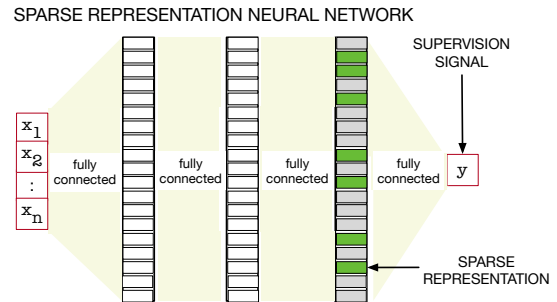 SPARSE REPRESENTATION NEURAL NETWORK
SUPERVISION
SIGNAL
x1
x2
:
xn
fully
connected
fully
connected
fully
connected
fully
connected
y
SPARSE
REPRESENTATION